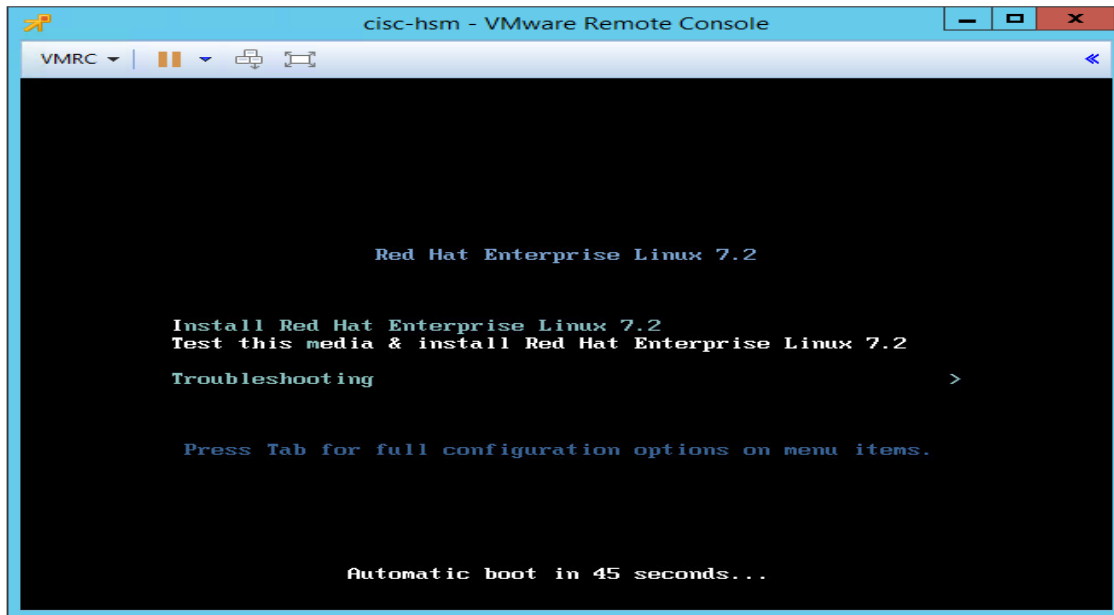 cisc-hsm - VMware Remote Console
VMRC
Red Hat Enterprise Linux 7.2
Install Red Hat Enterprise Linux 7.2
Test this media & install Red Hat Enterprise Linux 7.2
Troubleshooting >
Press Tab for full configuration options on menu items.
Automatic boot in 45 seconds...